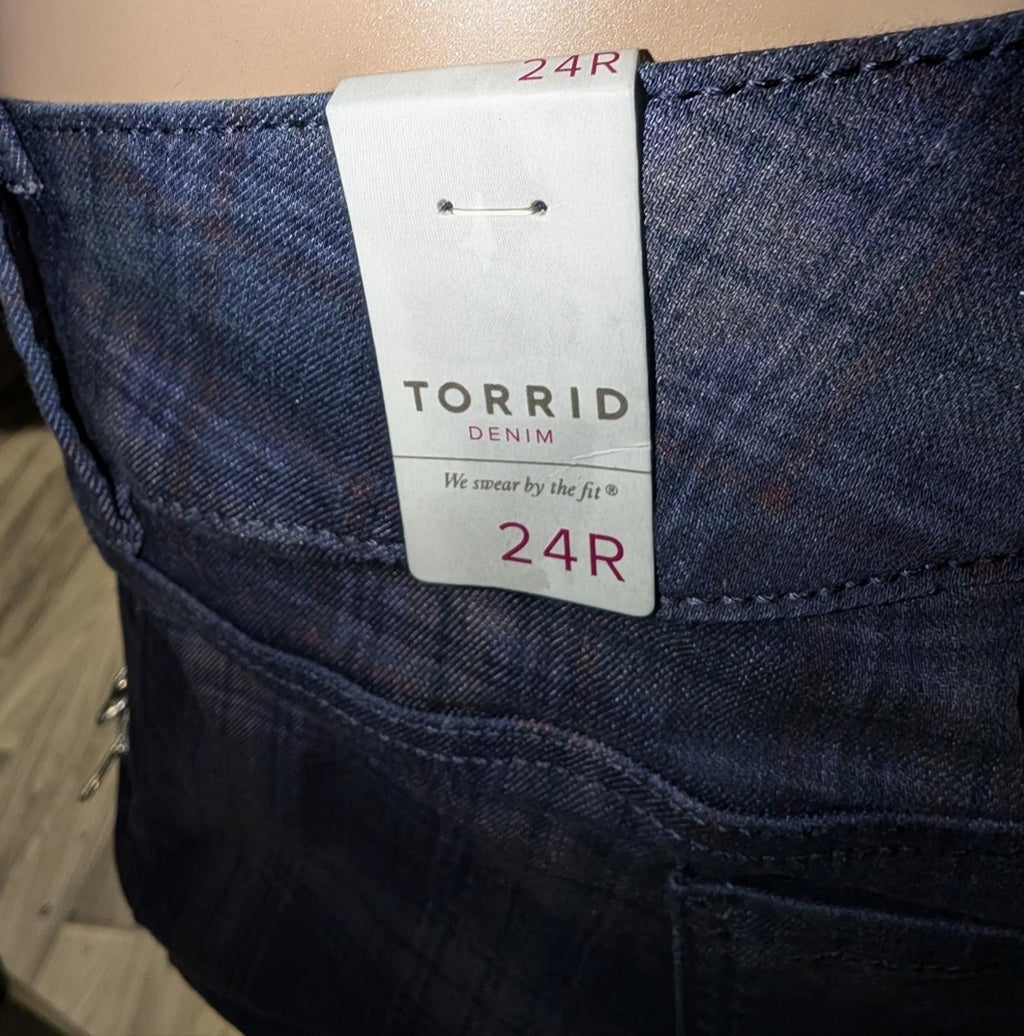 24R
TORRID
DENIM
We swear by the fit®
24R